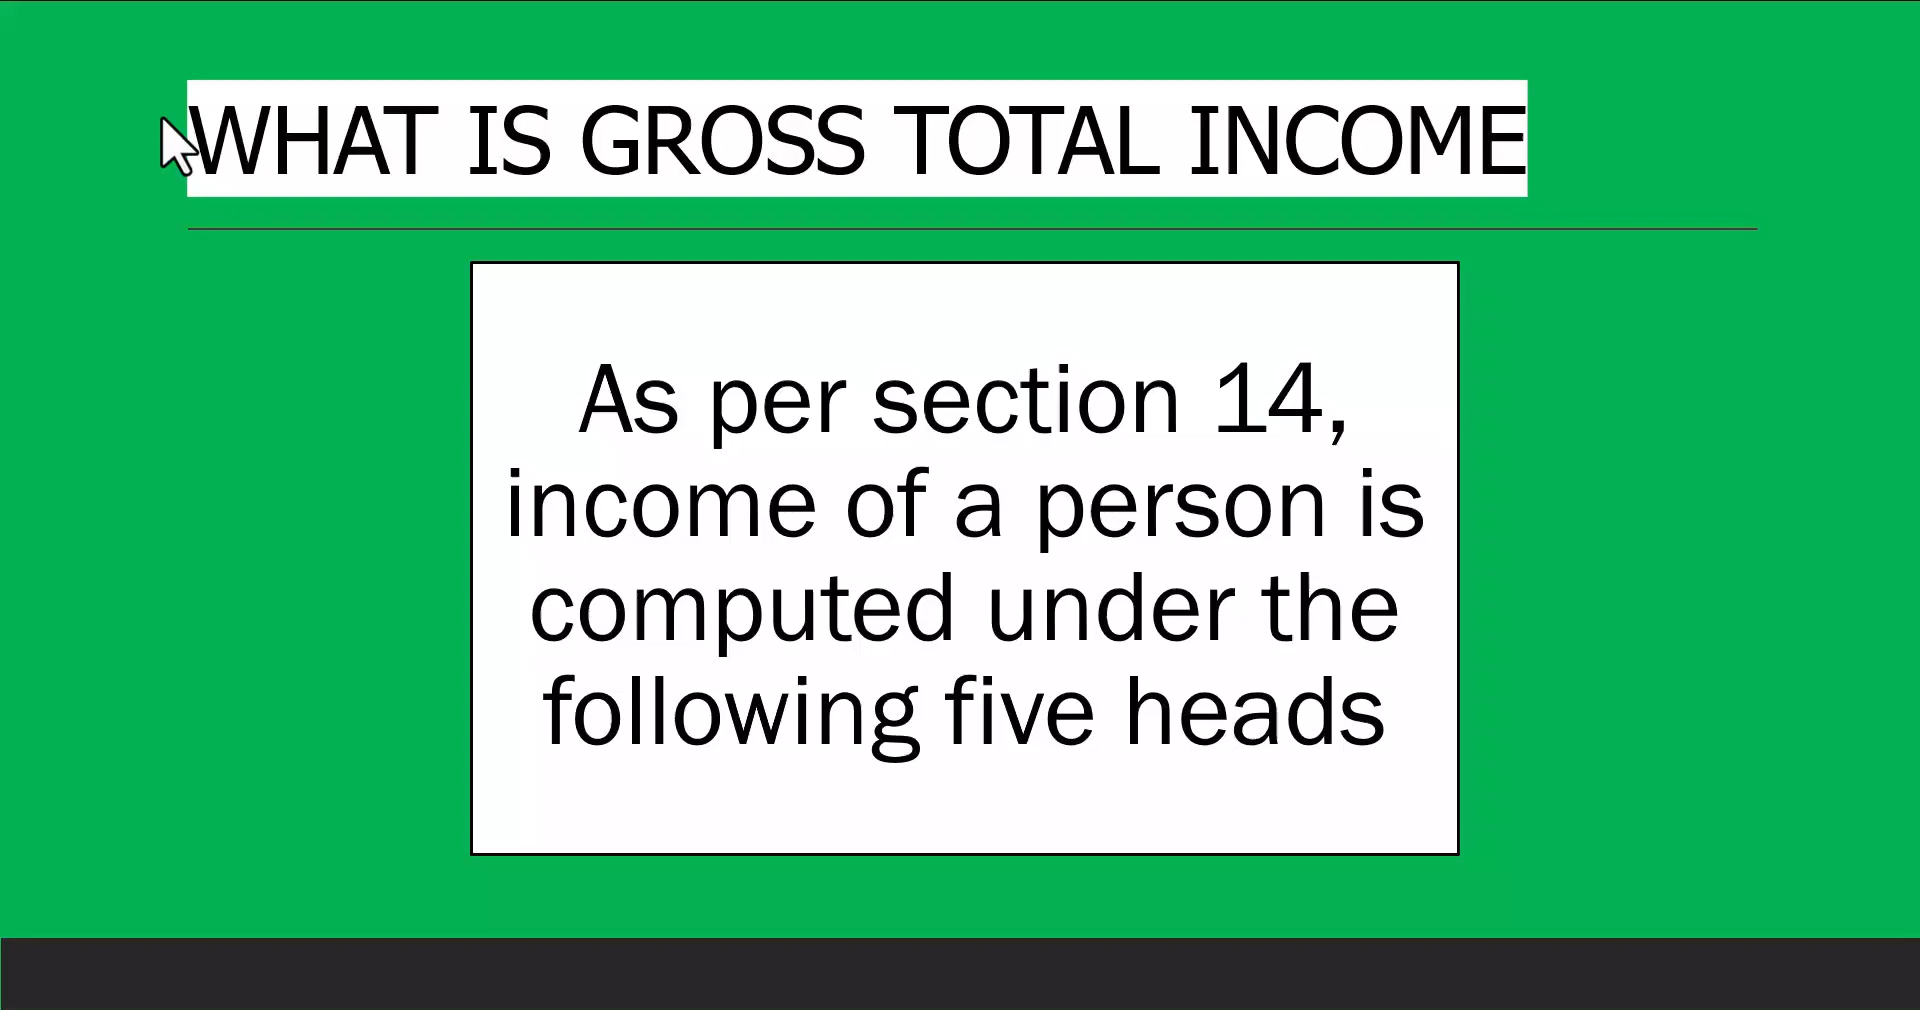 WHAT IS GROSS TOTAL INCOME
As per section 14,
income of a person is
computed under the
following five heads